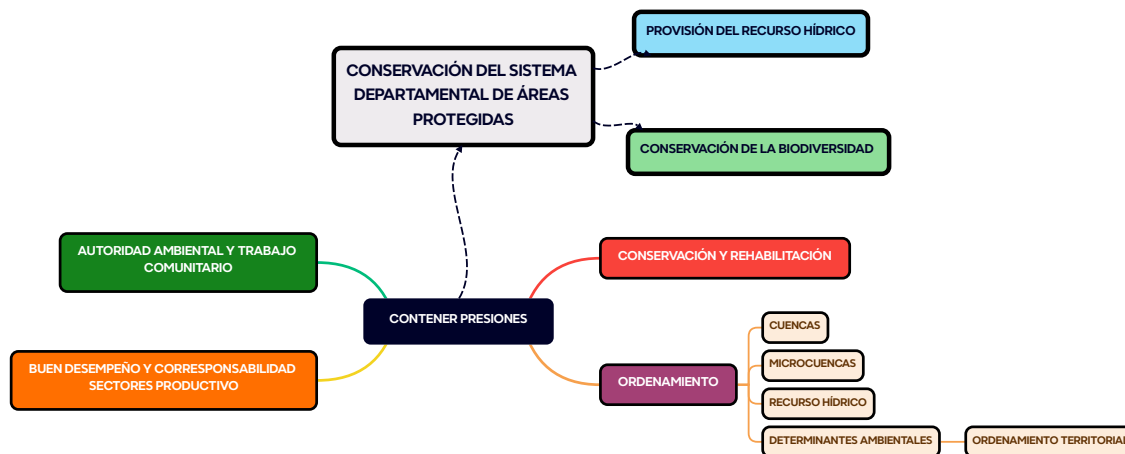 PROVISIÓN DEL RECURSO HÍDRICO
CONSERVACIÓN DEL SISTEMA
DEPARTAMENTAL DE ÁREAS
PROTEGIDAS
CONSERVACIÓN DE LA BIODIVERSIDAD
AUTORIDAD AMBIENTAL Y TRABAJO
COMUNITARIO
CONSERVACIÓN Y REHABILITACIÓN
CONTENER PRESIONES
BUEN DESEMPEÑO Y CORRESPONSABILIDAD
SECTORES PRODUCTIVO
ORDENAMIENTO
CUENCAS
MICROCUENCAS
RECURSO HÍDRICO
DETERMINANTES AMBIENTALES
ORDENAMIENTO TERRITORIAL